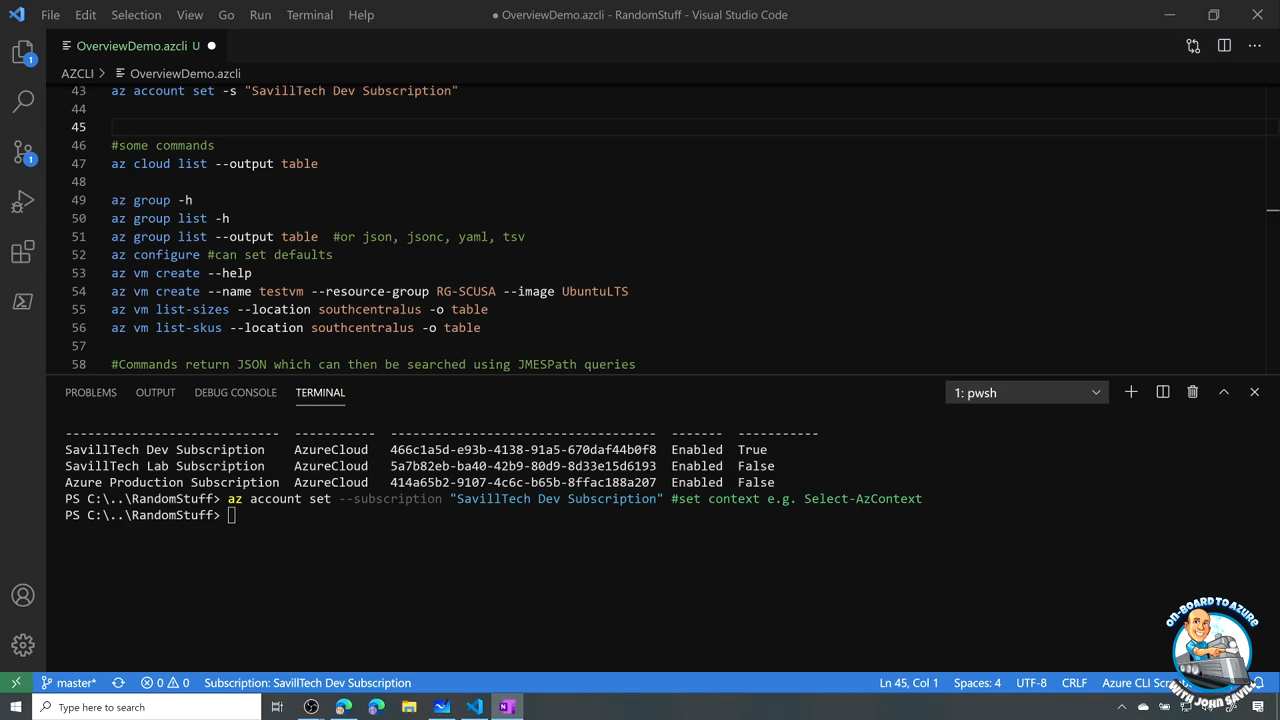 File Edit Selection View Go Run Terminal Help
● OverviewDemo.azcli - RandomStuff - Visual Studio Code
OverviewDemo.azcli U
AZCLI > OverviewDemo.azcli
43 az account set -s "SavillTech Dev Subscription"
44
45
46 #some commands
47 az cloud list --output table
48
49 az group -h
50 az group list -h
51 az group list --output table #or json, jsonc, yaml, tsv
52 az configure #can set defaults
53 az vm create --help
54 az vm create --name testvm --resource-group RG-SCUSA --image UbuntuLTS
55 az vm list-sizes --location southcentralus -o table
56 az vm list-skus --location southcentralus -o table
57
58 #Commands return JSON which can then be searched using JMESPath queries
1
1
PROBLEMS OUTPUT DEBUG CONSOLE TERMINAL
1: pwsh
---------------------------- ----------- ------------------------------------ ------- -----------
SavillTech Dev Subscription AzureCloud 466c1a5d-e93b-4138-91a5-670daf44b0f8 Enabled True
SavillTech Lab Subscription AzureCloud 5a7b82eb-ba40-42b9-80d9-8d33e15d6193 Enabled False
Azure Production Subscription AzureCloud 414a65b2-9107-4c6c-b65b-8ffac188a207 Enabled False
PS C:\..\RandomStuff> az account set --subscription "SavillTech Dev Subscription" #set context e.g. Select-AzContext
PS C:\..\RandomStuff>
ON-BOARD TO AZURE
WITH JOHN
master* 0 0 Subscription: SavillTech Dev Subscription
Ln 45, Col 1 Spaces: 4 UTF-8 CRLF Azure CLI
Type here to search